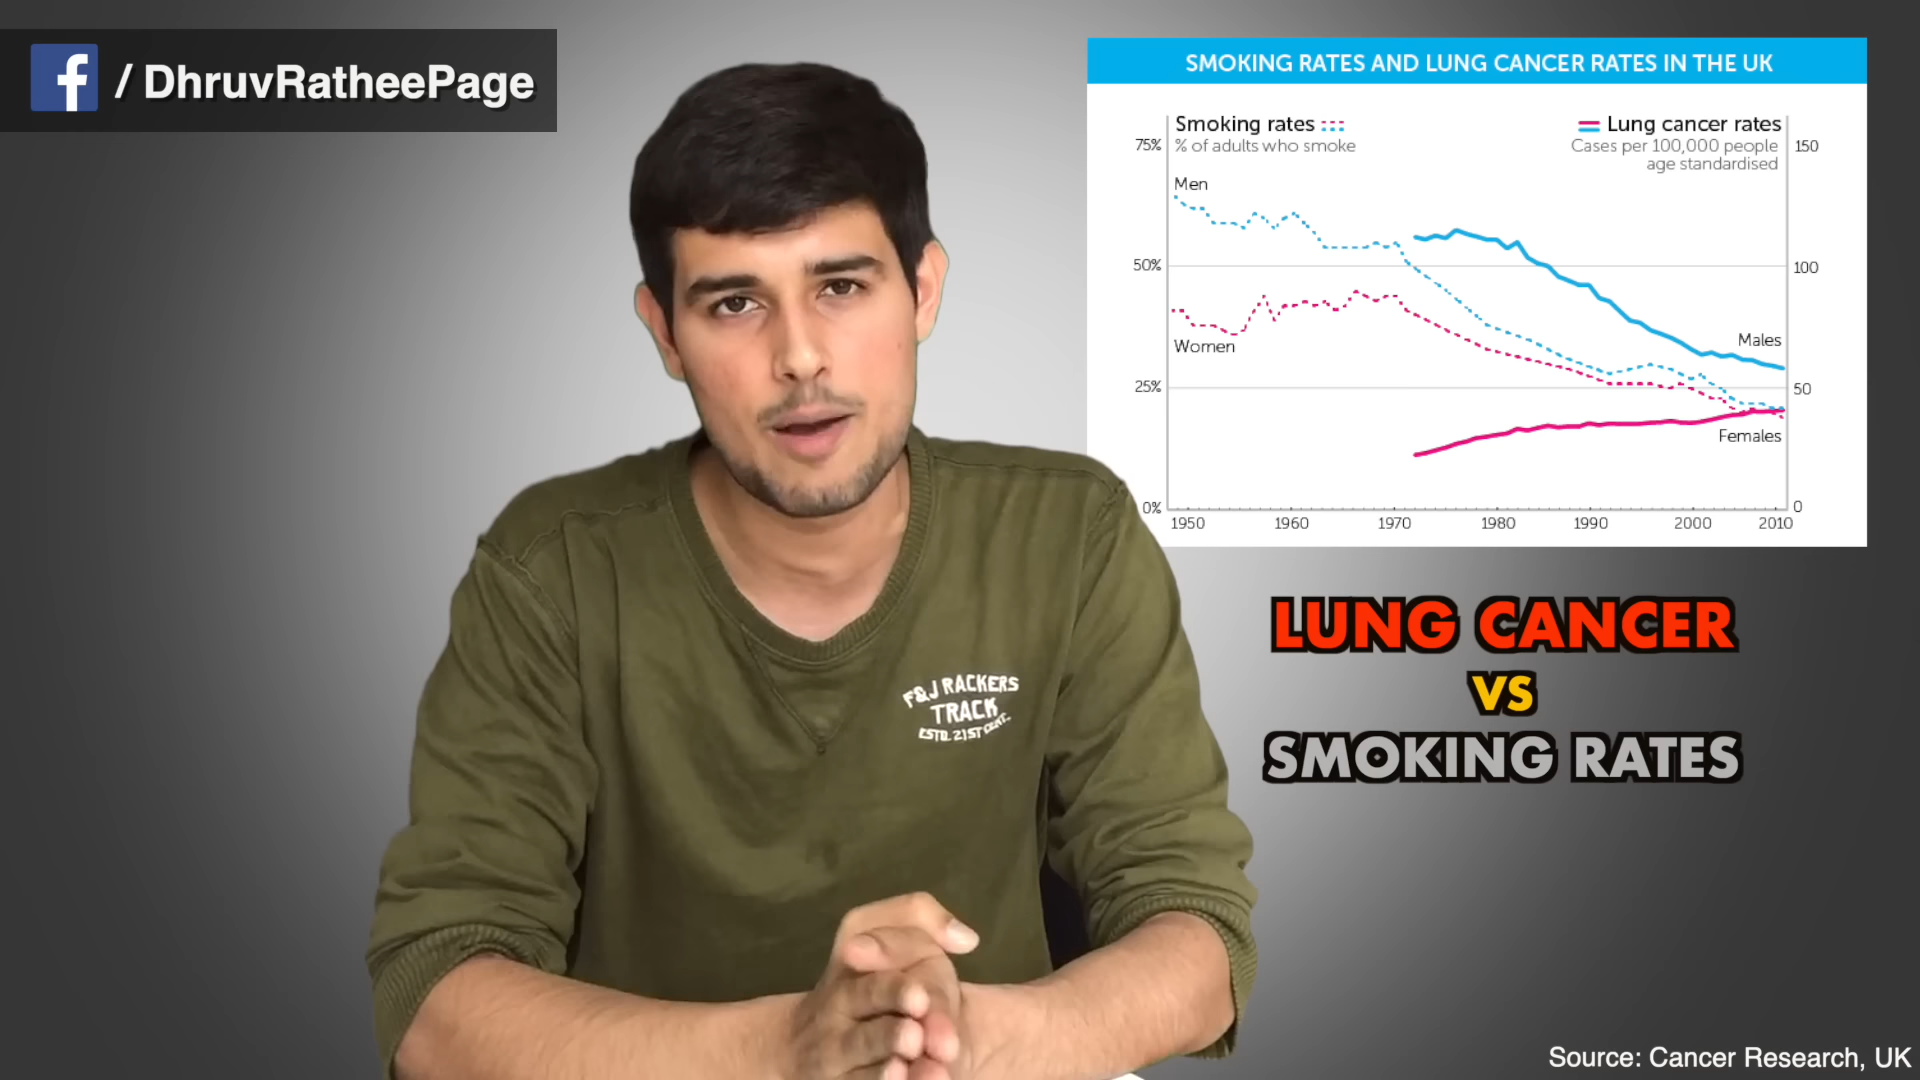 f / DhruvRatheePage
SMOKING RATES AND LUNG CANCER RATES IN THE UK
Smoking rates
% of adults who smoke
Lung cancer rates
Cases per 100,000 people
age standardised
75%
150
Men
50%
100
Women
Males
25%
50
Females
0%
0
1950 1960 1970 1980 1990 2000 2010
LUNG CANCER
VS
SMOKING RATES
F&J RACKERS
TRACK
ESTD. 21ST CENT.
Source: Cancer Research, UK